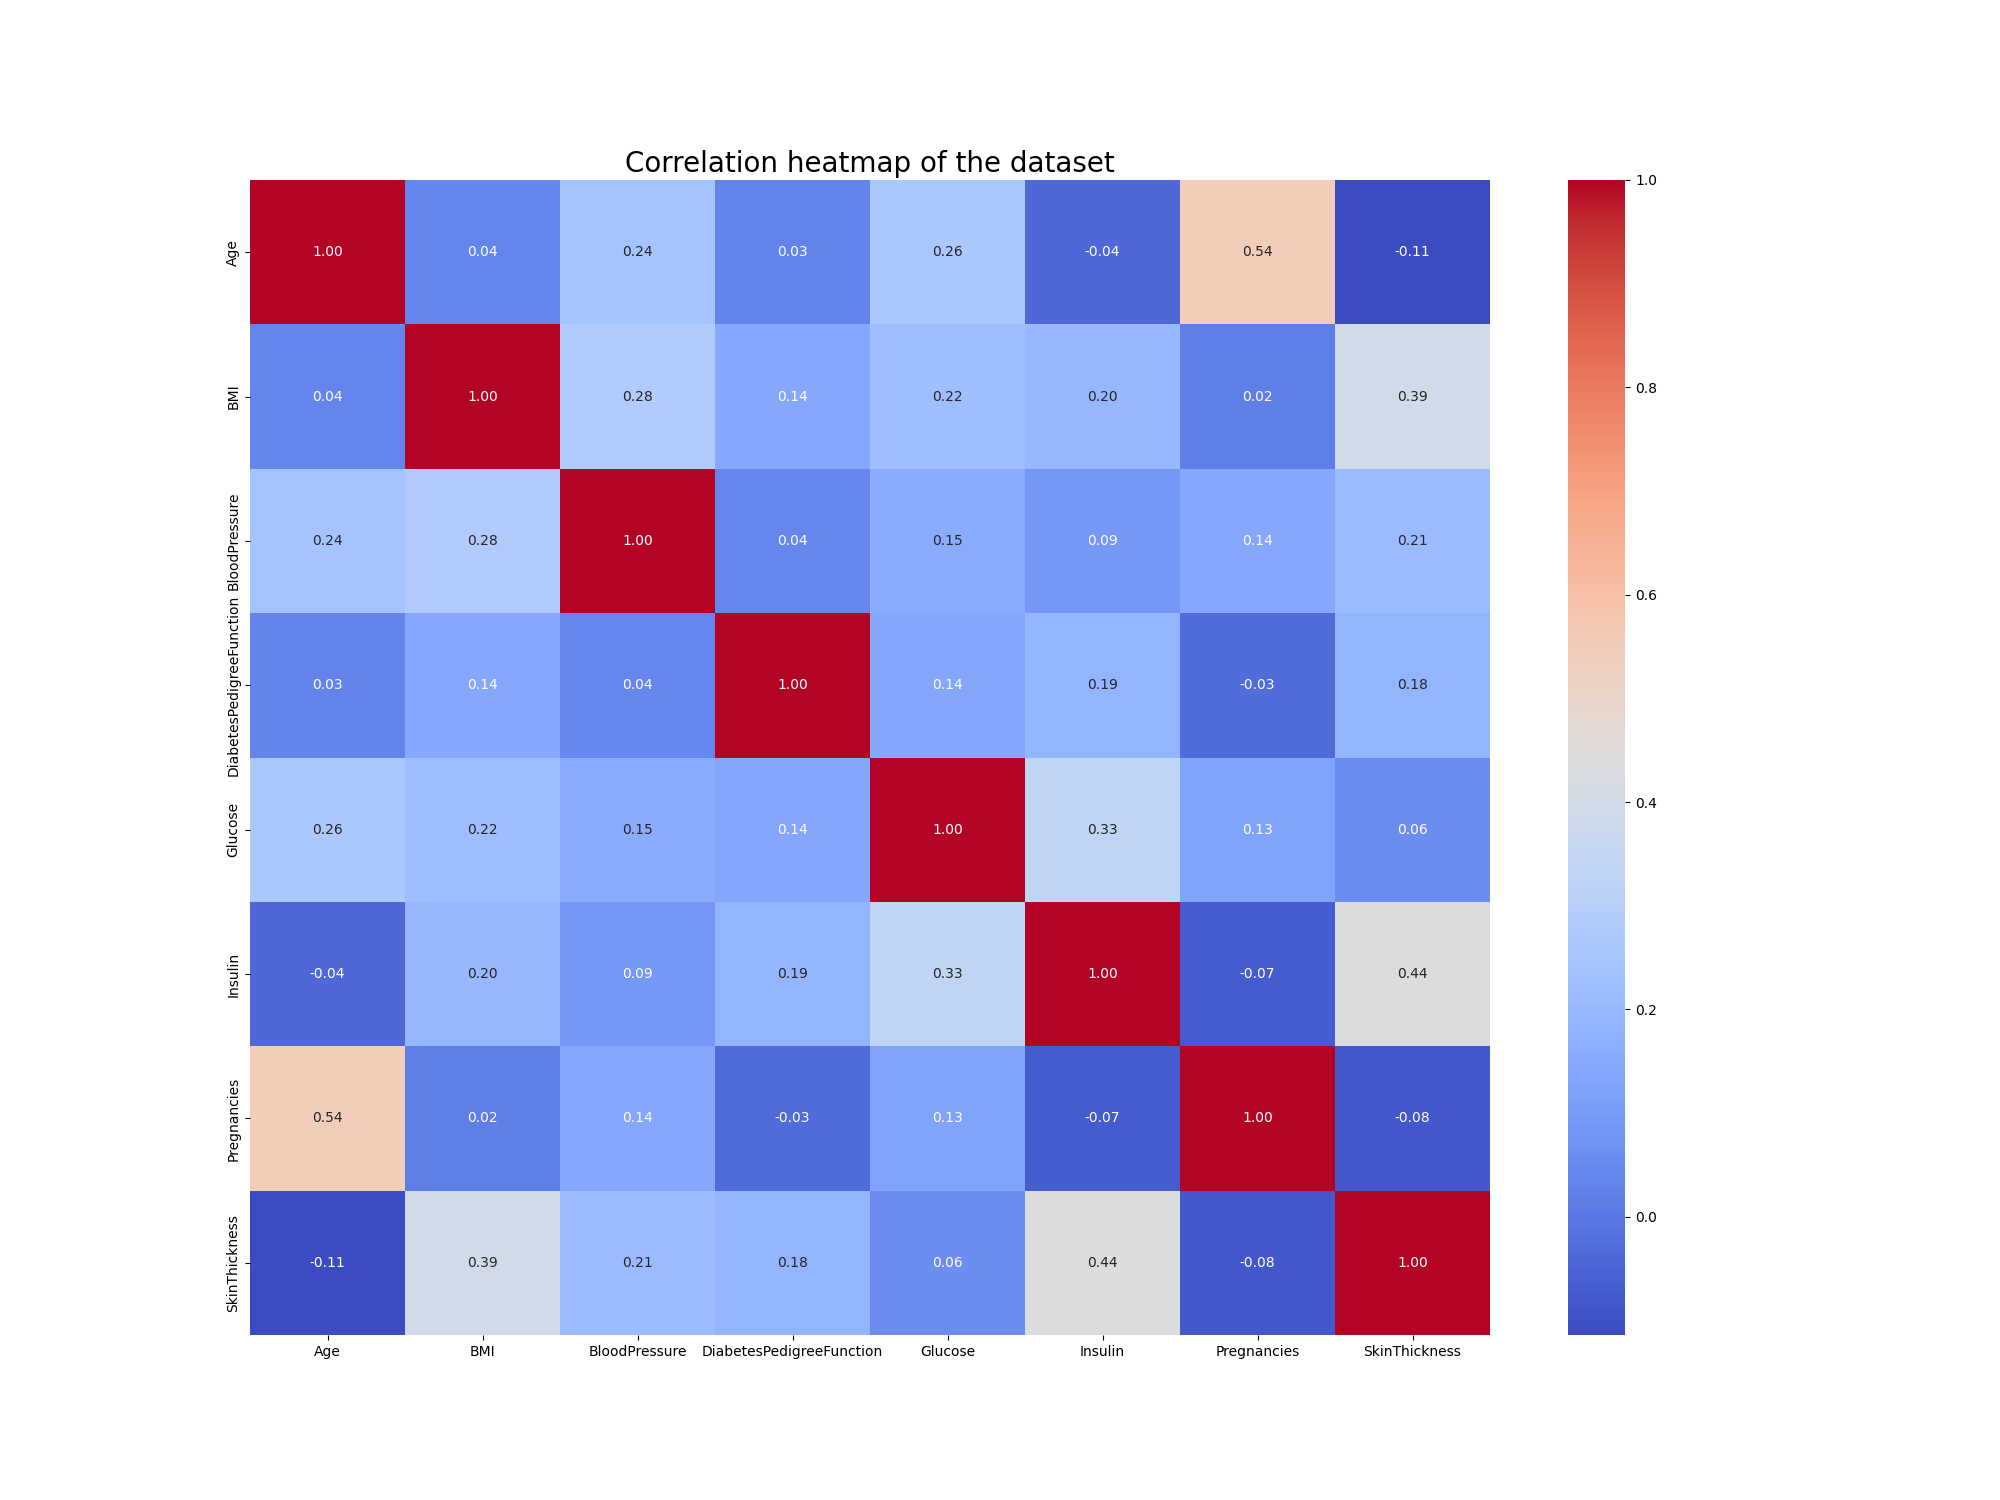 Correlation heatmap of the dataset
Age 1.00 0.04 0.24 0.03 0.26 -0.04 0.54 -0.11
BMI 0.04 1.00 0.28 0.14 0.22 0.20 0.02 0.39
BloodPressure 0.24 0.28 1.00 0.04 0.15 0.09 0.14 0.21
DiabetesPedigreeFunction 0.03 0.14 0.04 1.00 0.14 0.19 -0.03 0.18
Glucose 0.26 0.22 0.15 0.14 1.00 0.33 0.13 0.06
Insulin -0.04 0.20 0.09 0.19 0.33 1.00 -0.07 0.44
Pregnancies 0.54 0.02 0.14 -0.03 0.13 -0.07 1.00 -0.08
SkinThickness -0.11 0.39 0.21 0.18 0.06 0.44 -0.08 1.00
Age BMI BloodPressure DiabetesPedigreeFunction Glucose Insulin Pregnancies SkinThickness
1.0
0.8
0.6
0.4
0.2
0.0